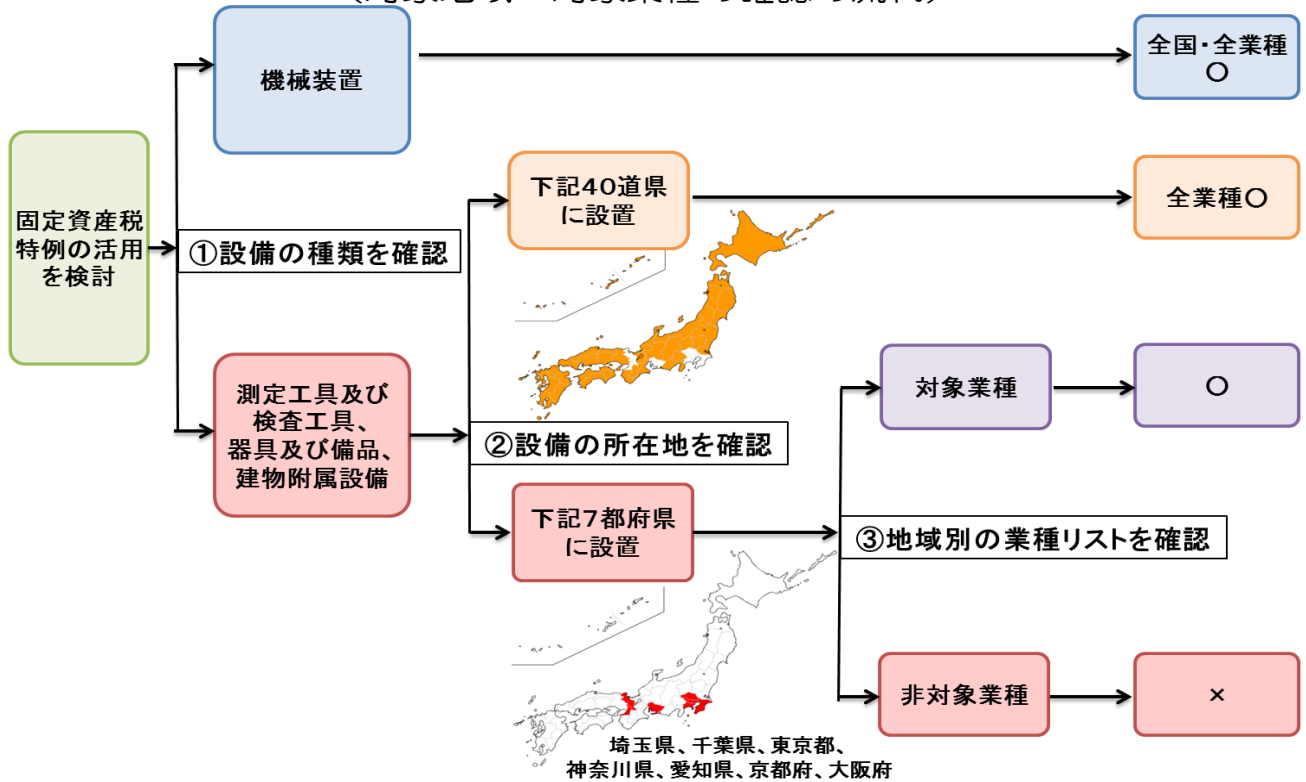 機械装置
全国・全業種
〇
固定資産税
特例の活用
を検討
①設備の種類を確認
下記40道県
に設置
全業種〇
測定工具及び
検査工具、
器具及び備品、
建物附属設備
②設備の所在地を確認
対象業種
〇
下記7都府県
に設置
③地域別の業種リストを確認
非対象業種
×
埼玉県、千葉県、東京都、
神奈川県、愛知県、京都府、大阪府